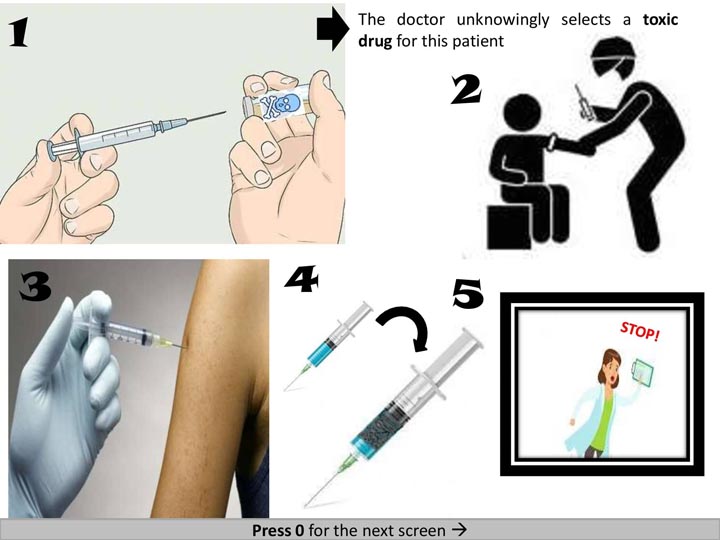 1
The doctor unknowingly selects a toxic
drug for this patient
2
3
4
5
STOP!
Press 0 for the next screen →